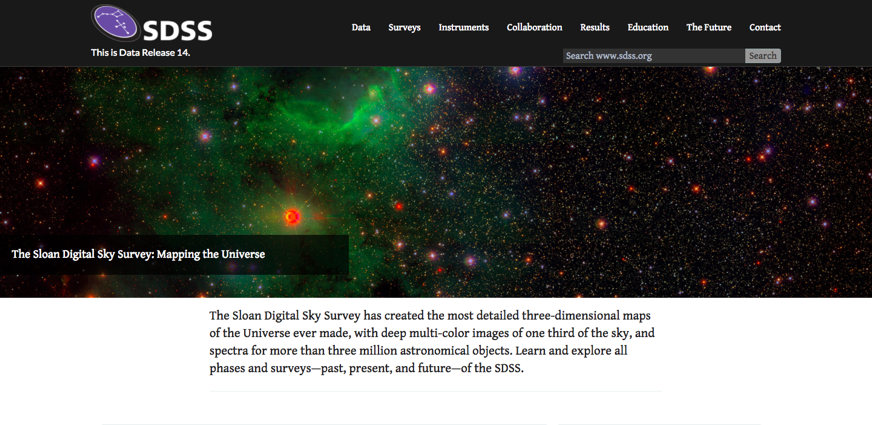 SDSS
This is Data Release 14.
Data Surveys Instruments Collaboration Results Education The Future Contact
Search www.sdss.org Search
The Sloan Digital Sky Survey: Mapping the Universe
The Sloan Digital Sky Survey has created the most detailed three-dimensional maps
of the Universe ever made, with deep multi-color images of one third of the sky, and
spectra for more than three million astronomical objects. Learn and explore all
phases and surveys—past, present, and future—of the SDSS.